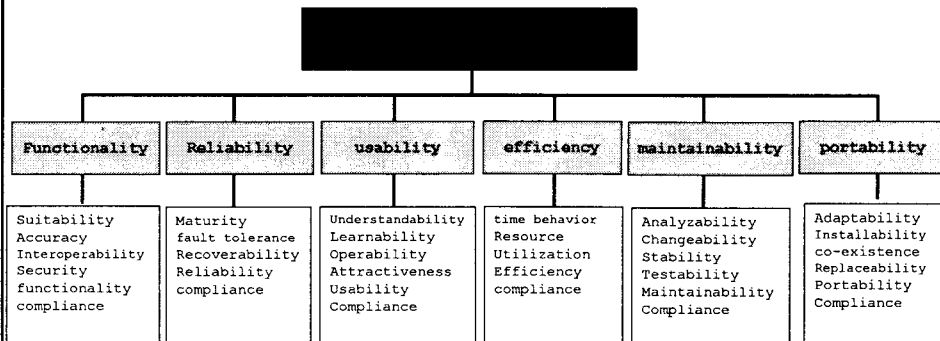 Functionality
Reliability
usability
efficiency
maintainability
portability
Suitability
Accuracy
Interoperability
Security
functionality
compliance
Maturity
fault tolerance
Recoverability
Reliability
compliance
Understandability
Learnability
Operability
Attractiveness
Usability
Compliance
time behavior
Resource
Utilization
Efficiency
compliance
Analyzability
Changeability
Stability
Testability
Maintainability
Compliance
Adaptability
Installability
co-existence
Replaceability
Portability
Compliance